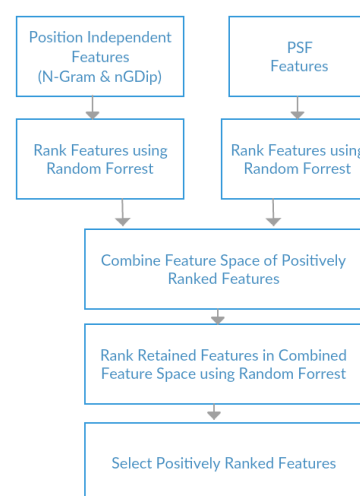 Position Independent
Features
(N-Gram & nGDip)
PSF
Features
Rank Features using
Random Forrest
Rank Features using
Random Forrest
Combine Feature Space of Positively
Ranked Features
Rank Retained Features in Combined
Feature Space using Random Forrest
Select Positively Ranked Features